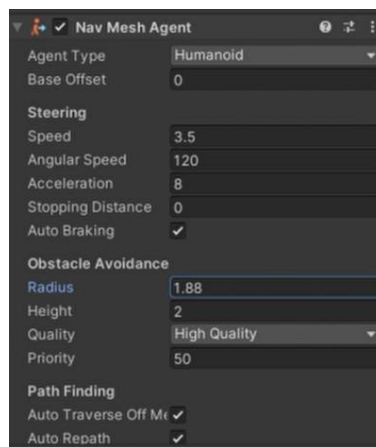 Nav Mesh Agent
Agent Type Humanoid
Base Offset 0
Steering
Speed 3.5
Angular Speed 120
Acceleration 8
Stopping Distance 0
Auto Braking
Obstacle Avoidance
Radius 1.88
Height 2
Quality High Quality
Priority 50
Path Finding
Auto Traverse Off Me
Auto Repath